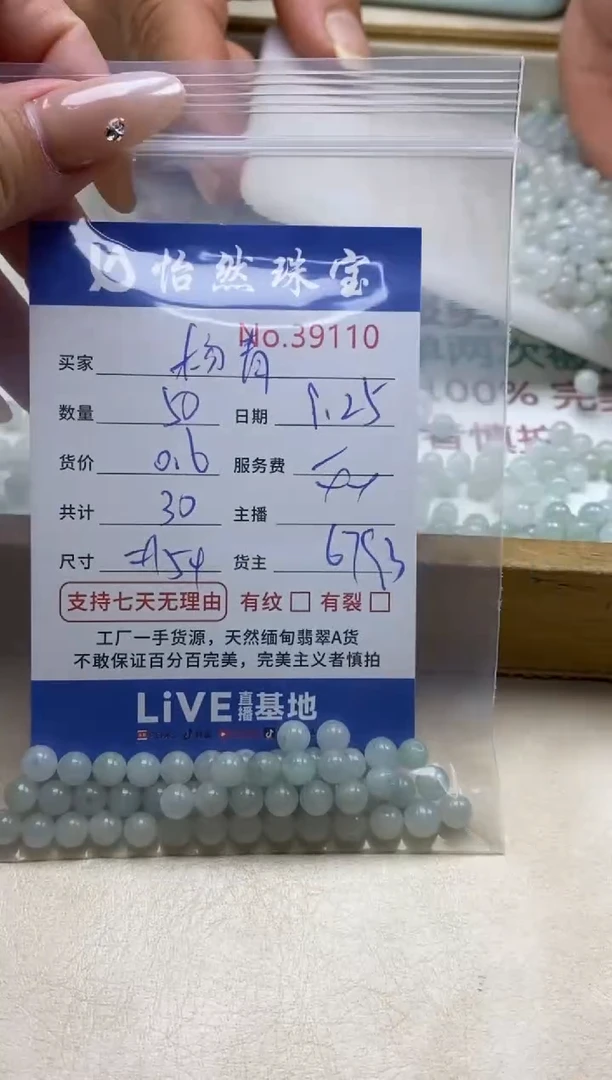 怡然珠宝
No.39110
买家 杨青
数量 50 日期 1.25
货价 0.6 服务费
共计 30 主播
尺寸 货主 6793
支持七天无理由 有纹 有裂
工厂一手货源，天然缅甸翡翠A货
不敢保证百分百完美，完美主义者慎拍
LiVE直播基地
100% 完